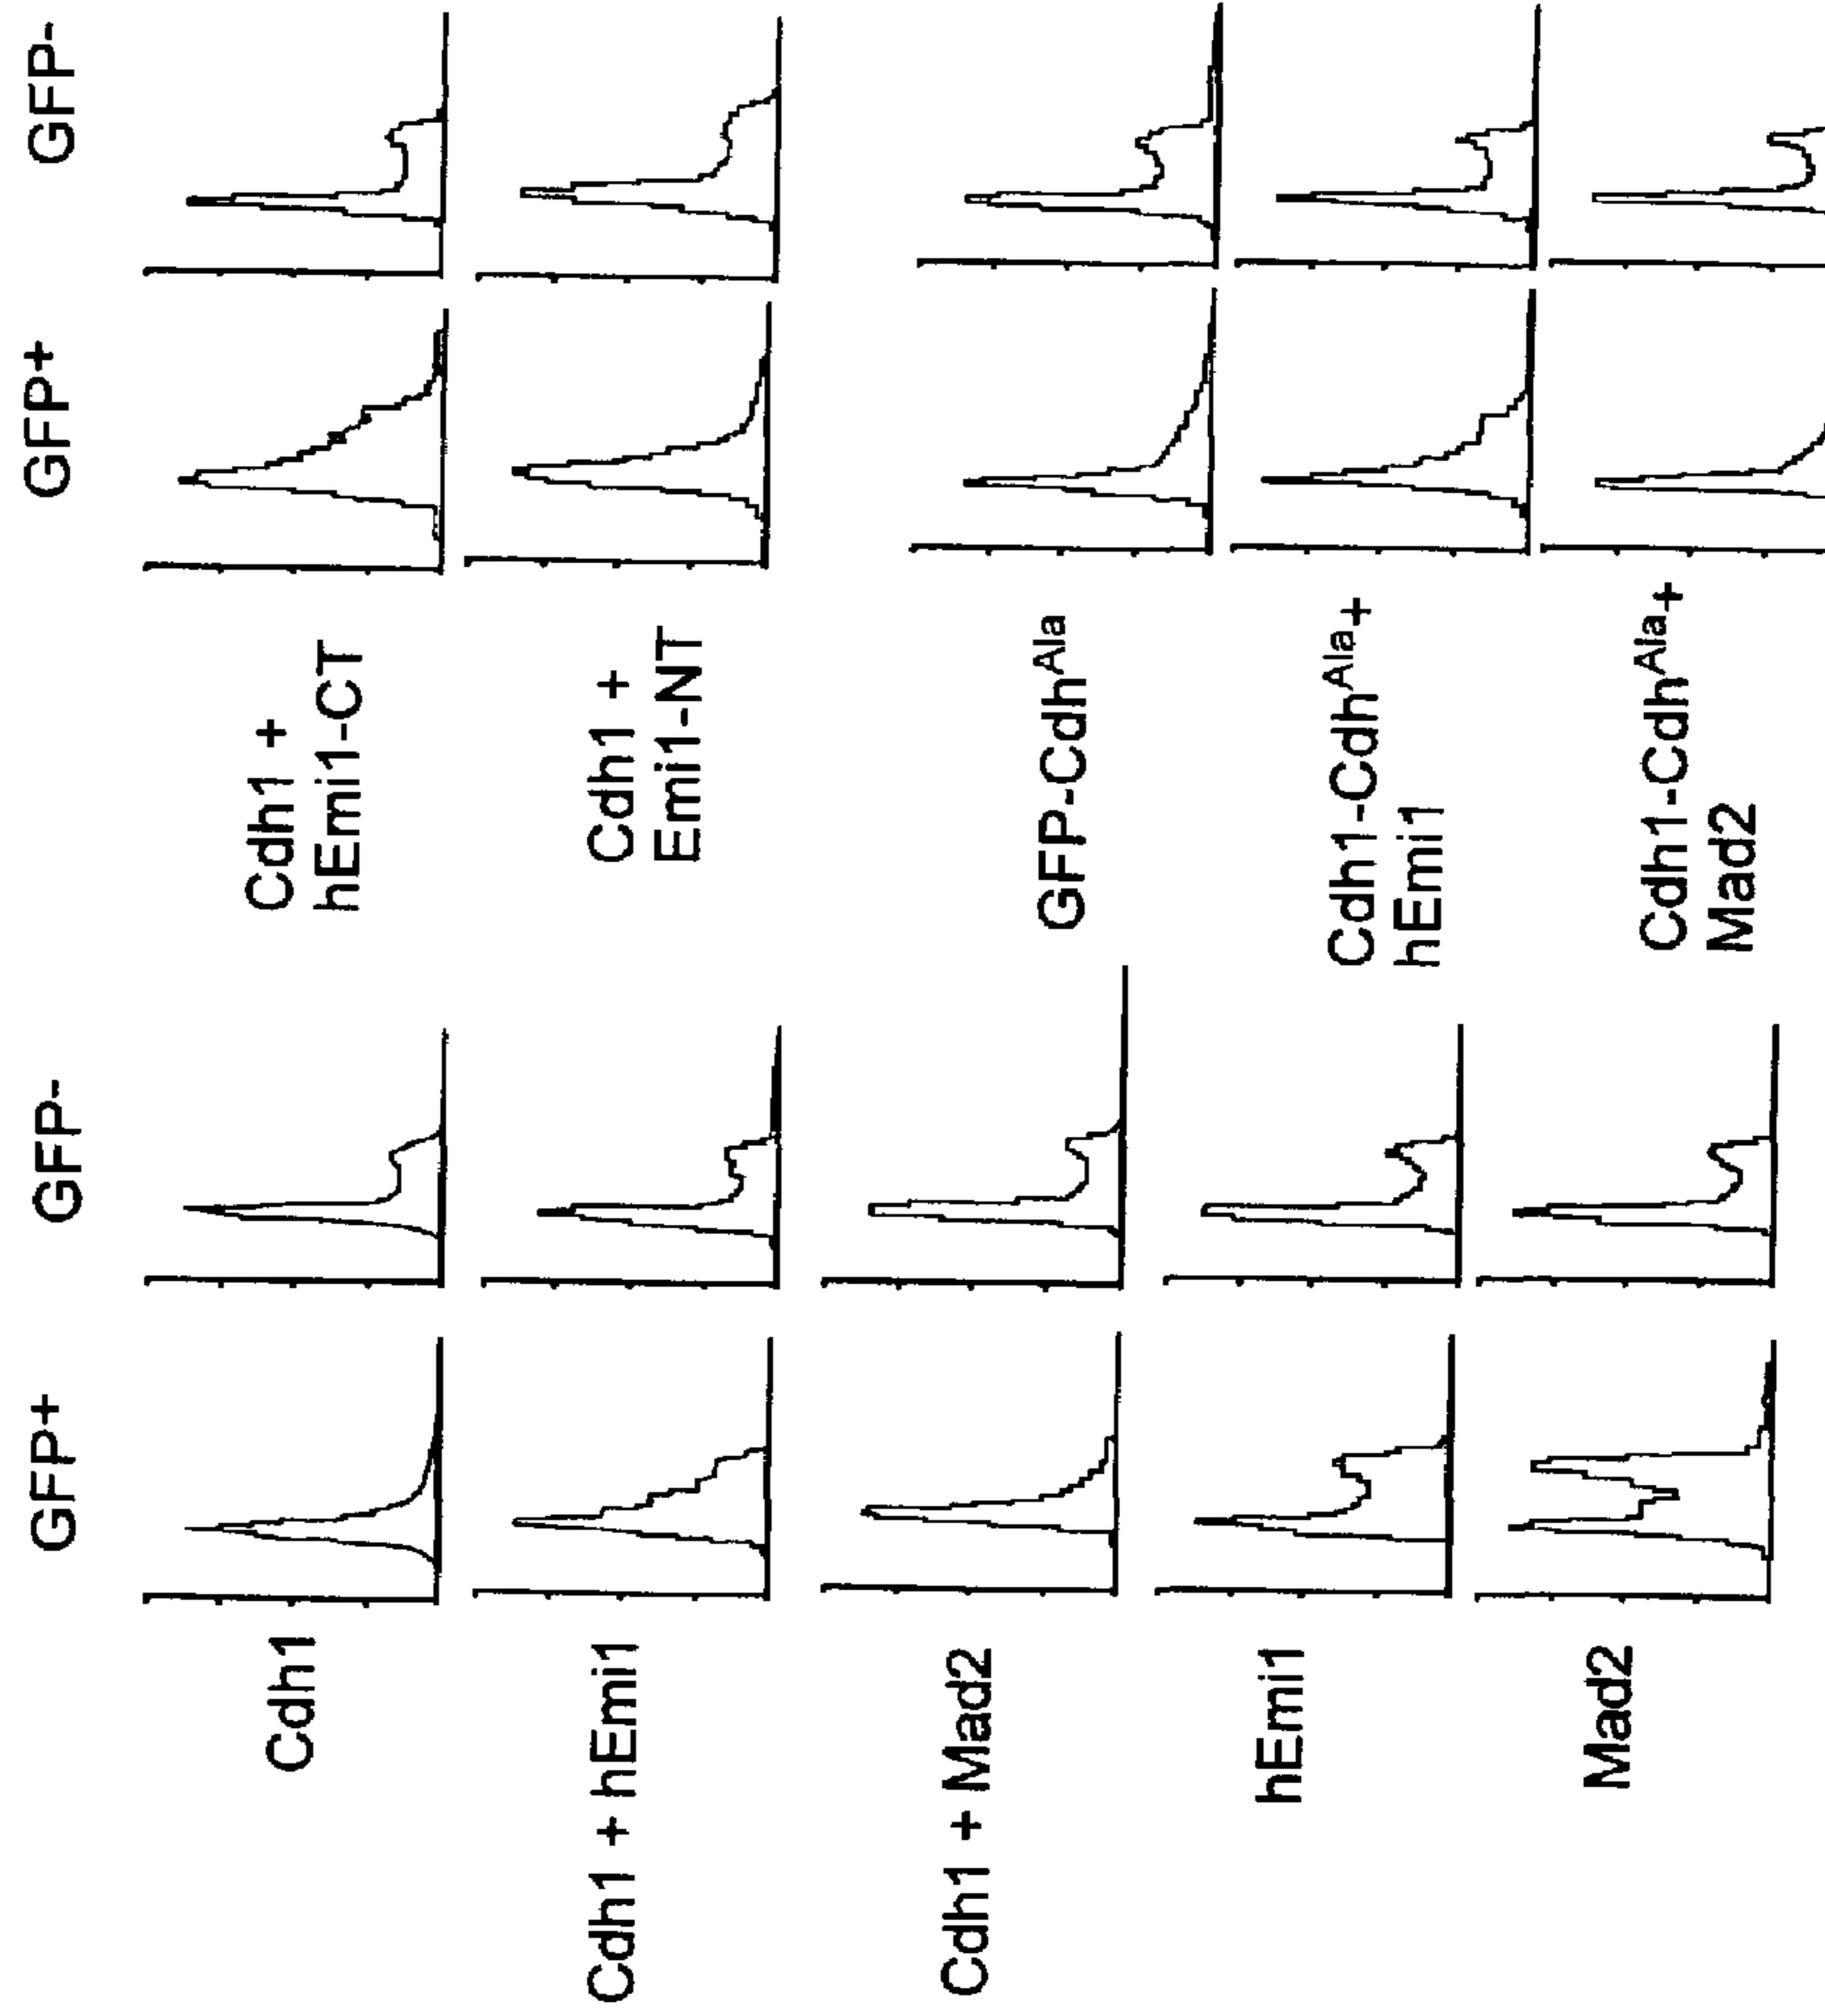 GFP+
GFP-
Cdh1
Cdh1 + hEmi1
Cdh1 + Mad2
hEmi1
Mad2
GFP+
GFP-
Cdh1 +
hEmi1-CT
Cdh1 +
Emi1-NT
GFP-Cdh^Ala
Cdh1-Cdh^Ala+
hEmi1
Cdh1-Cdh^Ala+
Mad2